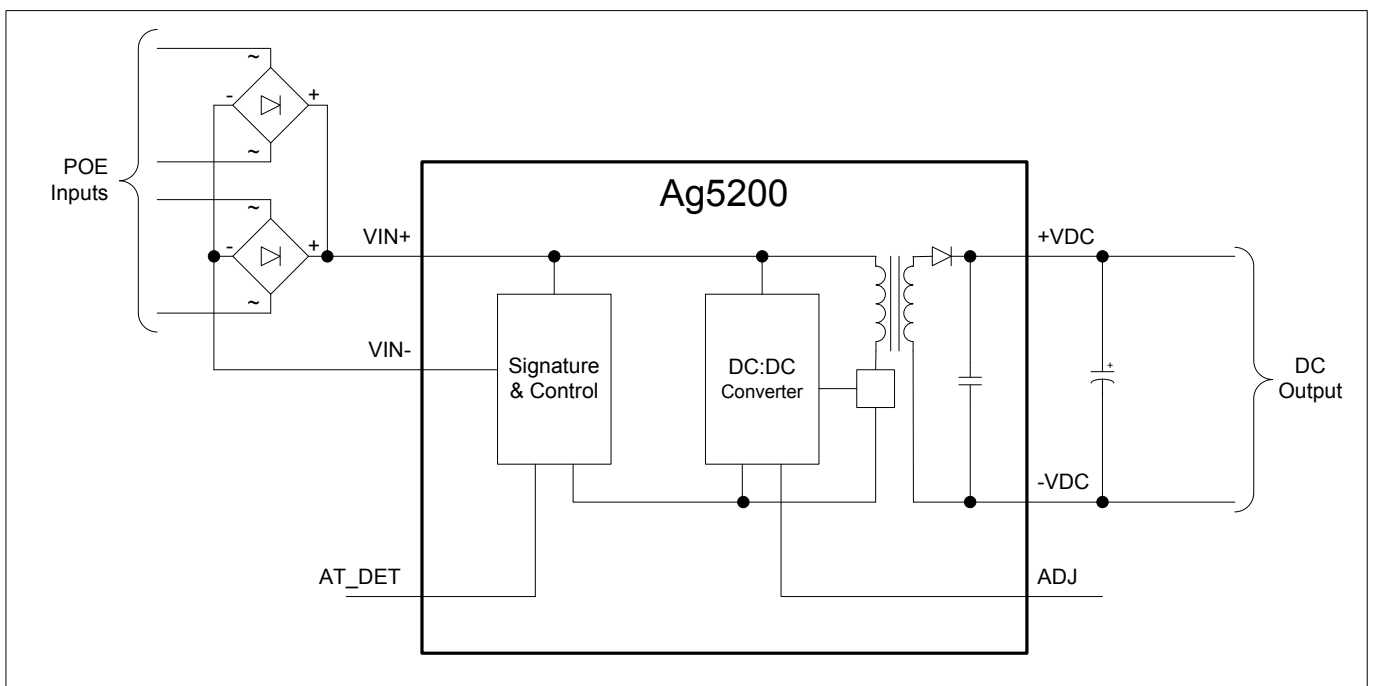 ~
- +
~
POE
Inputs
~
- +
~
Ag5200
VIN+
+VDC
VIN-
Signature
& Control
DC:DC
Converter
+
DC
Output
-VDC
AT_DET
ADJ